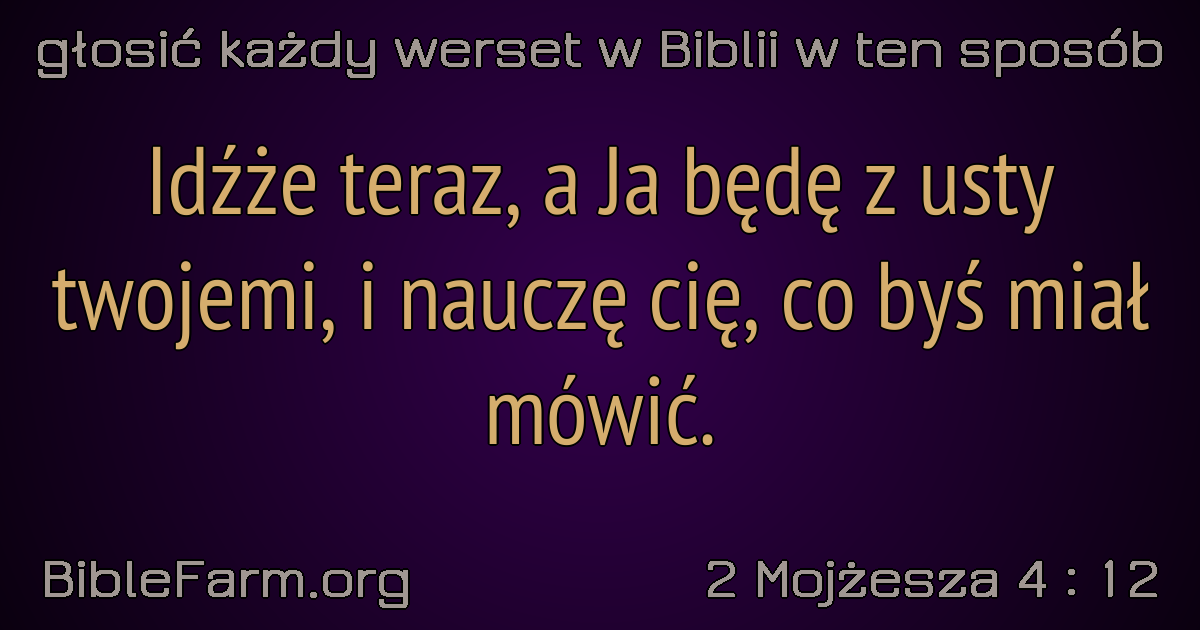 głosić każdy werset w Biblii w ten sposób
Idźże teraz, a Ja będę z usty
twojemi, i nauczę cię, co byś miał
mówić.
BibleFarm.org
2 Mojżesza 4 : 12